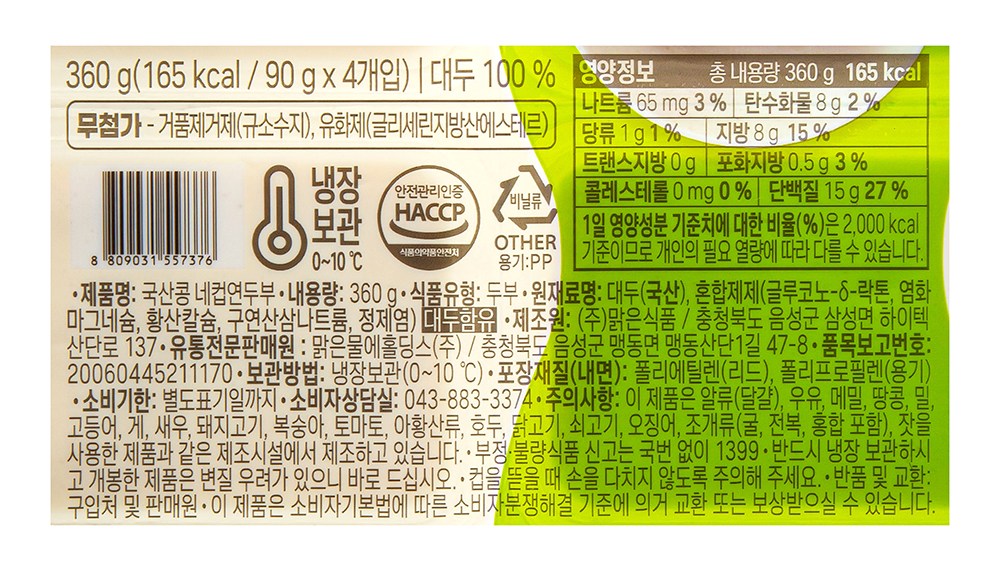 360 g(165 kcal / 90 g x 4개입) | 대두 100 %
무첨가 - 거품제거제(규소수지), 유화제(글리세린지방산에스테르)
영양정보 총 내용량 360 g 165 kcal
나트륨 65 mg 3 % 탄수화물 8 g 2 %
당류 1 g 1 % 지방 8 g 15 %
트랜스지방 0 g 포화지방 0.5 g 3 %
콜레스테롤 0 mg 0 % 단백질 15 g 27 %
1일 영양성분 기준치에 대한 비율(%)은 2,000 kcal
기준이므로 개인의 필요 열량에 따라 다를 수 있습니다.
8 809031 557376
냉장
보관
0~10 ℃
안전관리인증
HACCP
식품의약품안전처
비닐류
OTHER
용기:PP
•제품명: 국산콩 네컵연두부•내용량: 360 g•식품유형: 두부•원재료명: 대두(국산), 혼합제제(글루코노-δ-락톤, 염화
마그네슘, 황산칼슘, 구연산삼나트륨, 정제염) 대두함유 •제조원: (주)맑은식품 / 충청북도 음성군 삼성면 하이텍
산단로 137•유통전문판매원 : 맑은물에홀딩스(주) / 충청북도 음성군 맹동면 맹동산단1길 47-8•품목보고번호:
20060445211170•보관방법: 냉장보관(0~10 ℃)•포장재질(내면): 폴리에틸렌(리드), 폴리프로필렌(용기)
•소비기한: 별도표기일까지•소비자상담실: 043-883-3374•주의사항: 이 제품은 알류(달걀), 우유, 메밀, 땅콩, 밀,
고등어, 게, 새우, 돼지고기, 복숭아, 토마토, 아황산류, 호두, 닭고기, 쇠고기, 오징어, 조개류(굴, 전복, 홍합 포함), 잣을
사용한 제품과 같은 제조시설에서 제조하고 있습니다.•부정·불량식품 신고는 국번 없이 1399•반드시 냉장 보관하시
고 개봉한 제품은 변질 우려가 있으니 바로 드십시오.•컵을 뜯을 때 손을 다치지 않도록 주의해 주세요.•반품 및 교환:
구입처 및 판매원•이 제품은 소비자기본법에 따른 소비자분쟁해결 기준에 의거 교환 또는 보상받으실 수 있습니다.